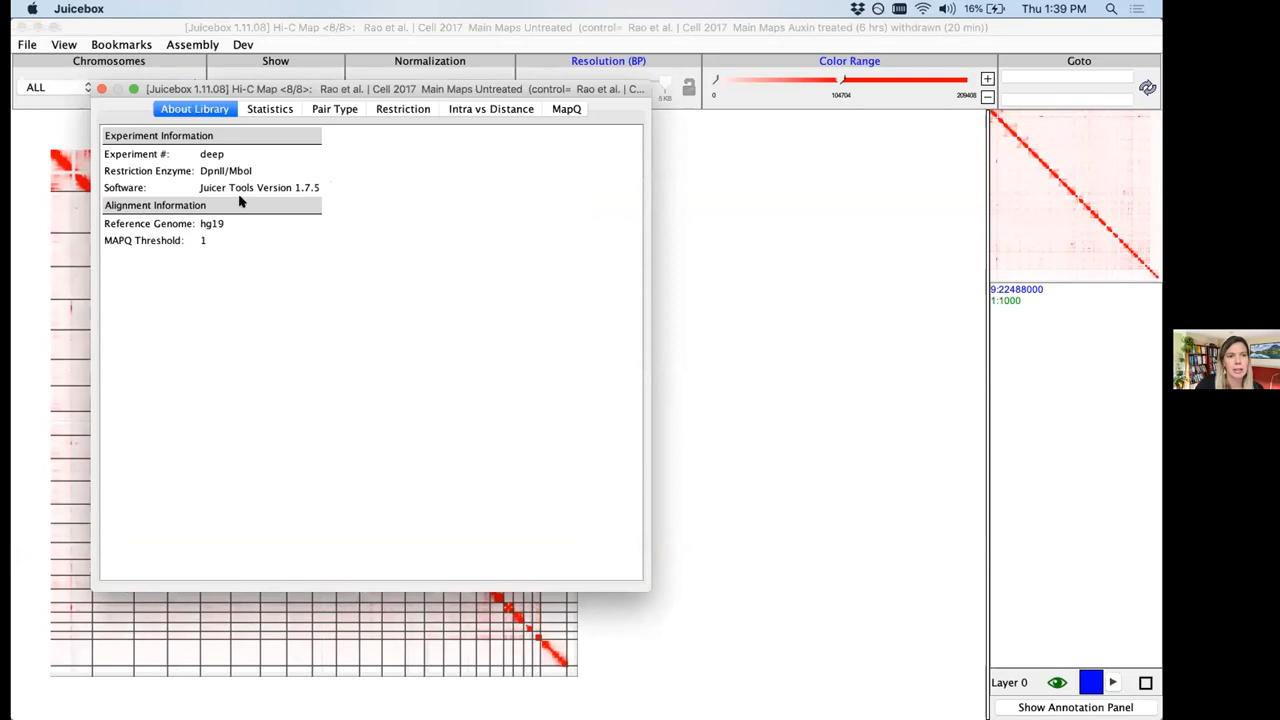 Juicebox
16%
Thu 1:39 PM
[Juicebox 1.11.08] Hi-C Map <8/8>: Rao et al. | Cell 2017 Main Maps Untreated (control= Rao et al. | Cell 2017 Main Maps Auxin treated (6 hrs) withdrawn (20 min))
File View Bookmarks Assembly Dev
Chromosomes Show Normalization Resolution (BP) Color Range Goto
ALL
5 KB
0 104704 209408
[Juicebox 1.11.08] Hi-C Map <8/8>: Rao et al. | Cell 2017 Main Maps Untreated (control= Rao et al. | C...
About Library Statistics Pair Type Restriction Intra vs Distance MapQ
Experiment Information
Experiment #: deep
Restriction Enzyme: DpnII/MboI
Software: Juicer Tools Version 1.7.5
Alignment Information
Reference Genome: hg19
MAPQ Threshold: 1
9:22488000
1:1000
Layer 0
Show Annotation Panel